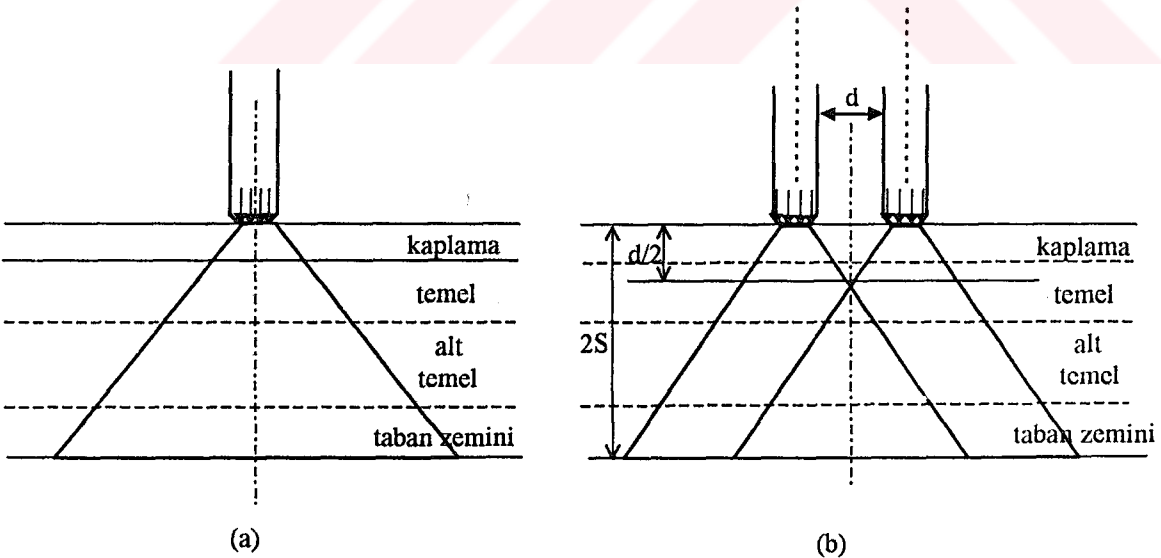 kaplama
temel
alt
temel
taban zemini
(a)
d
d/2
kaplama
temel
2S
alt
temel
taban zemini
(b)